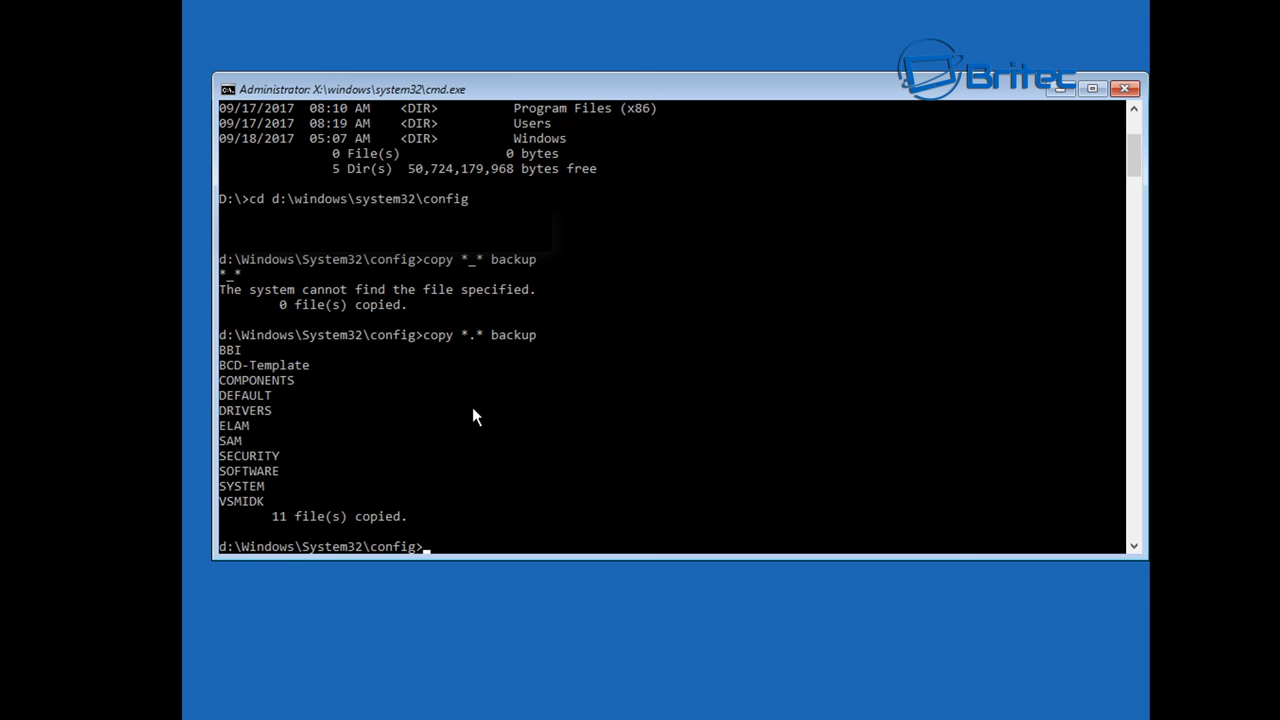 Britec
Administrator: X:\windows\system32\cmd.exe
09/17/2017  08:10 AM    <DIR>          Program Files (x86)
09/17/2017  08:19 AM    <DIR>          Users
09/18/2017  05:07 AM    <DIR>          Windows
0 File(s)              0 bytes
5 Dir(s)  50,724,179,968 bytes free
D:\>cd d:\windows\system32\config
d:\Windows\System32\config>copy *_* backup
*_*
The system cannot find the file specified.
0 file(s) copied.
d:\Windows\System32\config>copy *.* backup
BBI
BCD-Template
COMPONENTS
DEFAULT
DRIVERS
ELAM
SAM
SECURITY
SOFTWARE
SYSTEM
VSMIDK
11 file(s) copied.
d:\Windows\System32\config>